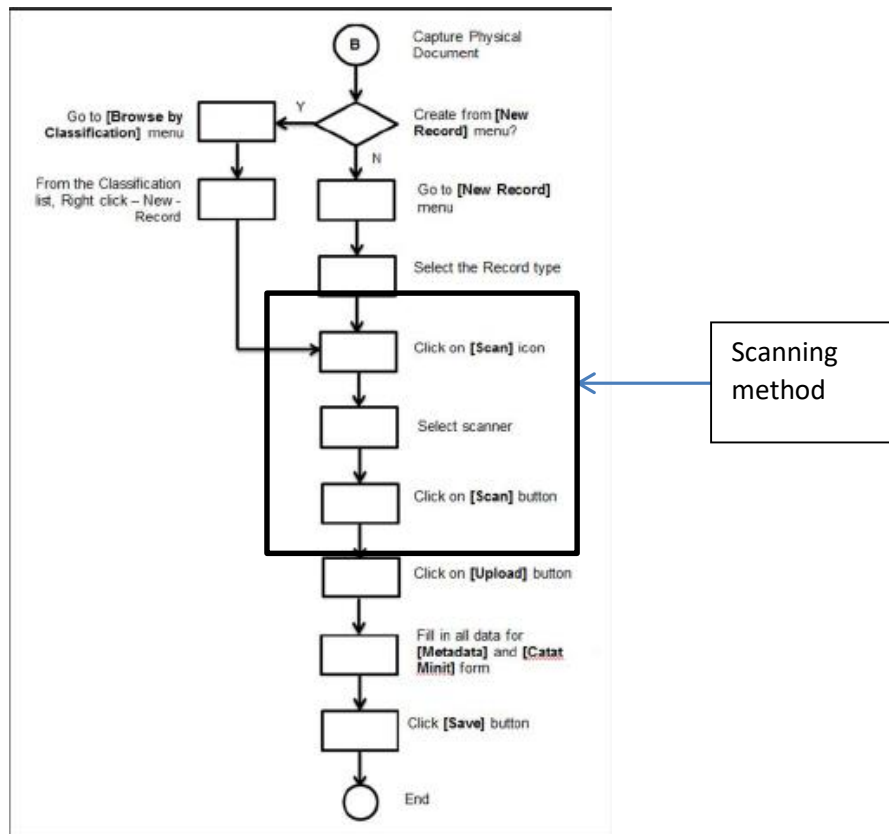 B
Capture Physical
Document
Y
Go to [Browse by
Classification] menu
Create from [New
Record] menu?
N
From the Classification
list, Right click – New -
Record
Go to [New Record]
menu
Select the Record type
Click on [Scan] icon
Scanning
method
Select scanner
Click on [Scan] button
Click on [Upload] button
Fill in all data for
[Metadata] and [Catat
Minit] form
Click [Save] button
End